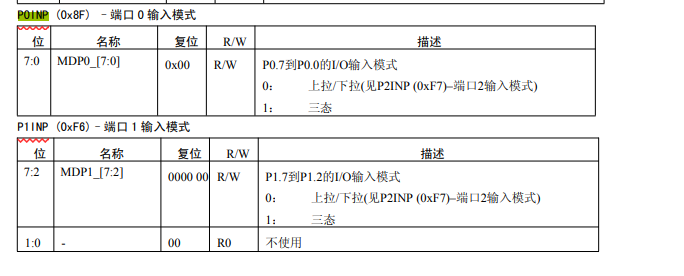 P0INP (0x8F) – 端口 0 输入模式
位 名称 复位 R/W 描述
7:0 MDP0_[7:0] 0x00 R/W P0.7到P0.0的I/O输入模式
0: 上拉/下拉(见P2INP (0xF7)–端口2输入模式)
1: 三态
P1INP (0xF6) – 端口 1 输入模式
位 名称 复位 R/W 描述
7:2 MDP1_[7:2] 0000 00 R/W P1.7到P1.2的I/O输入模式
0: 上拉/下拉(见P2INP (0xF7)–端口2输入模式)
1: 三态
1:0 - 00 R0 不使用